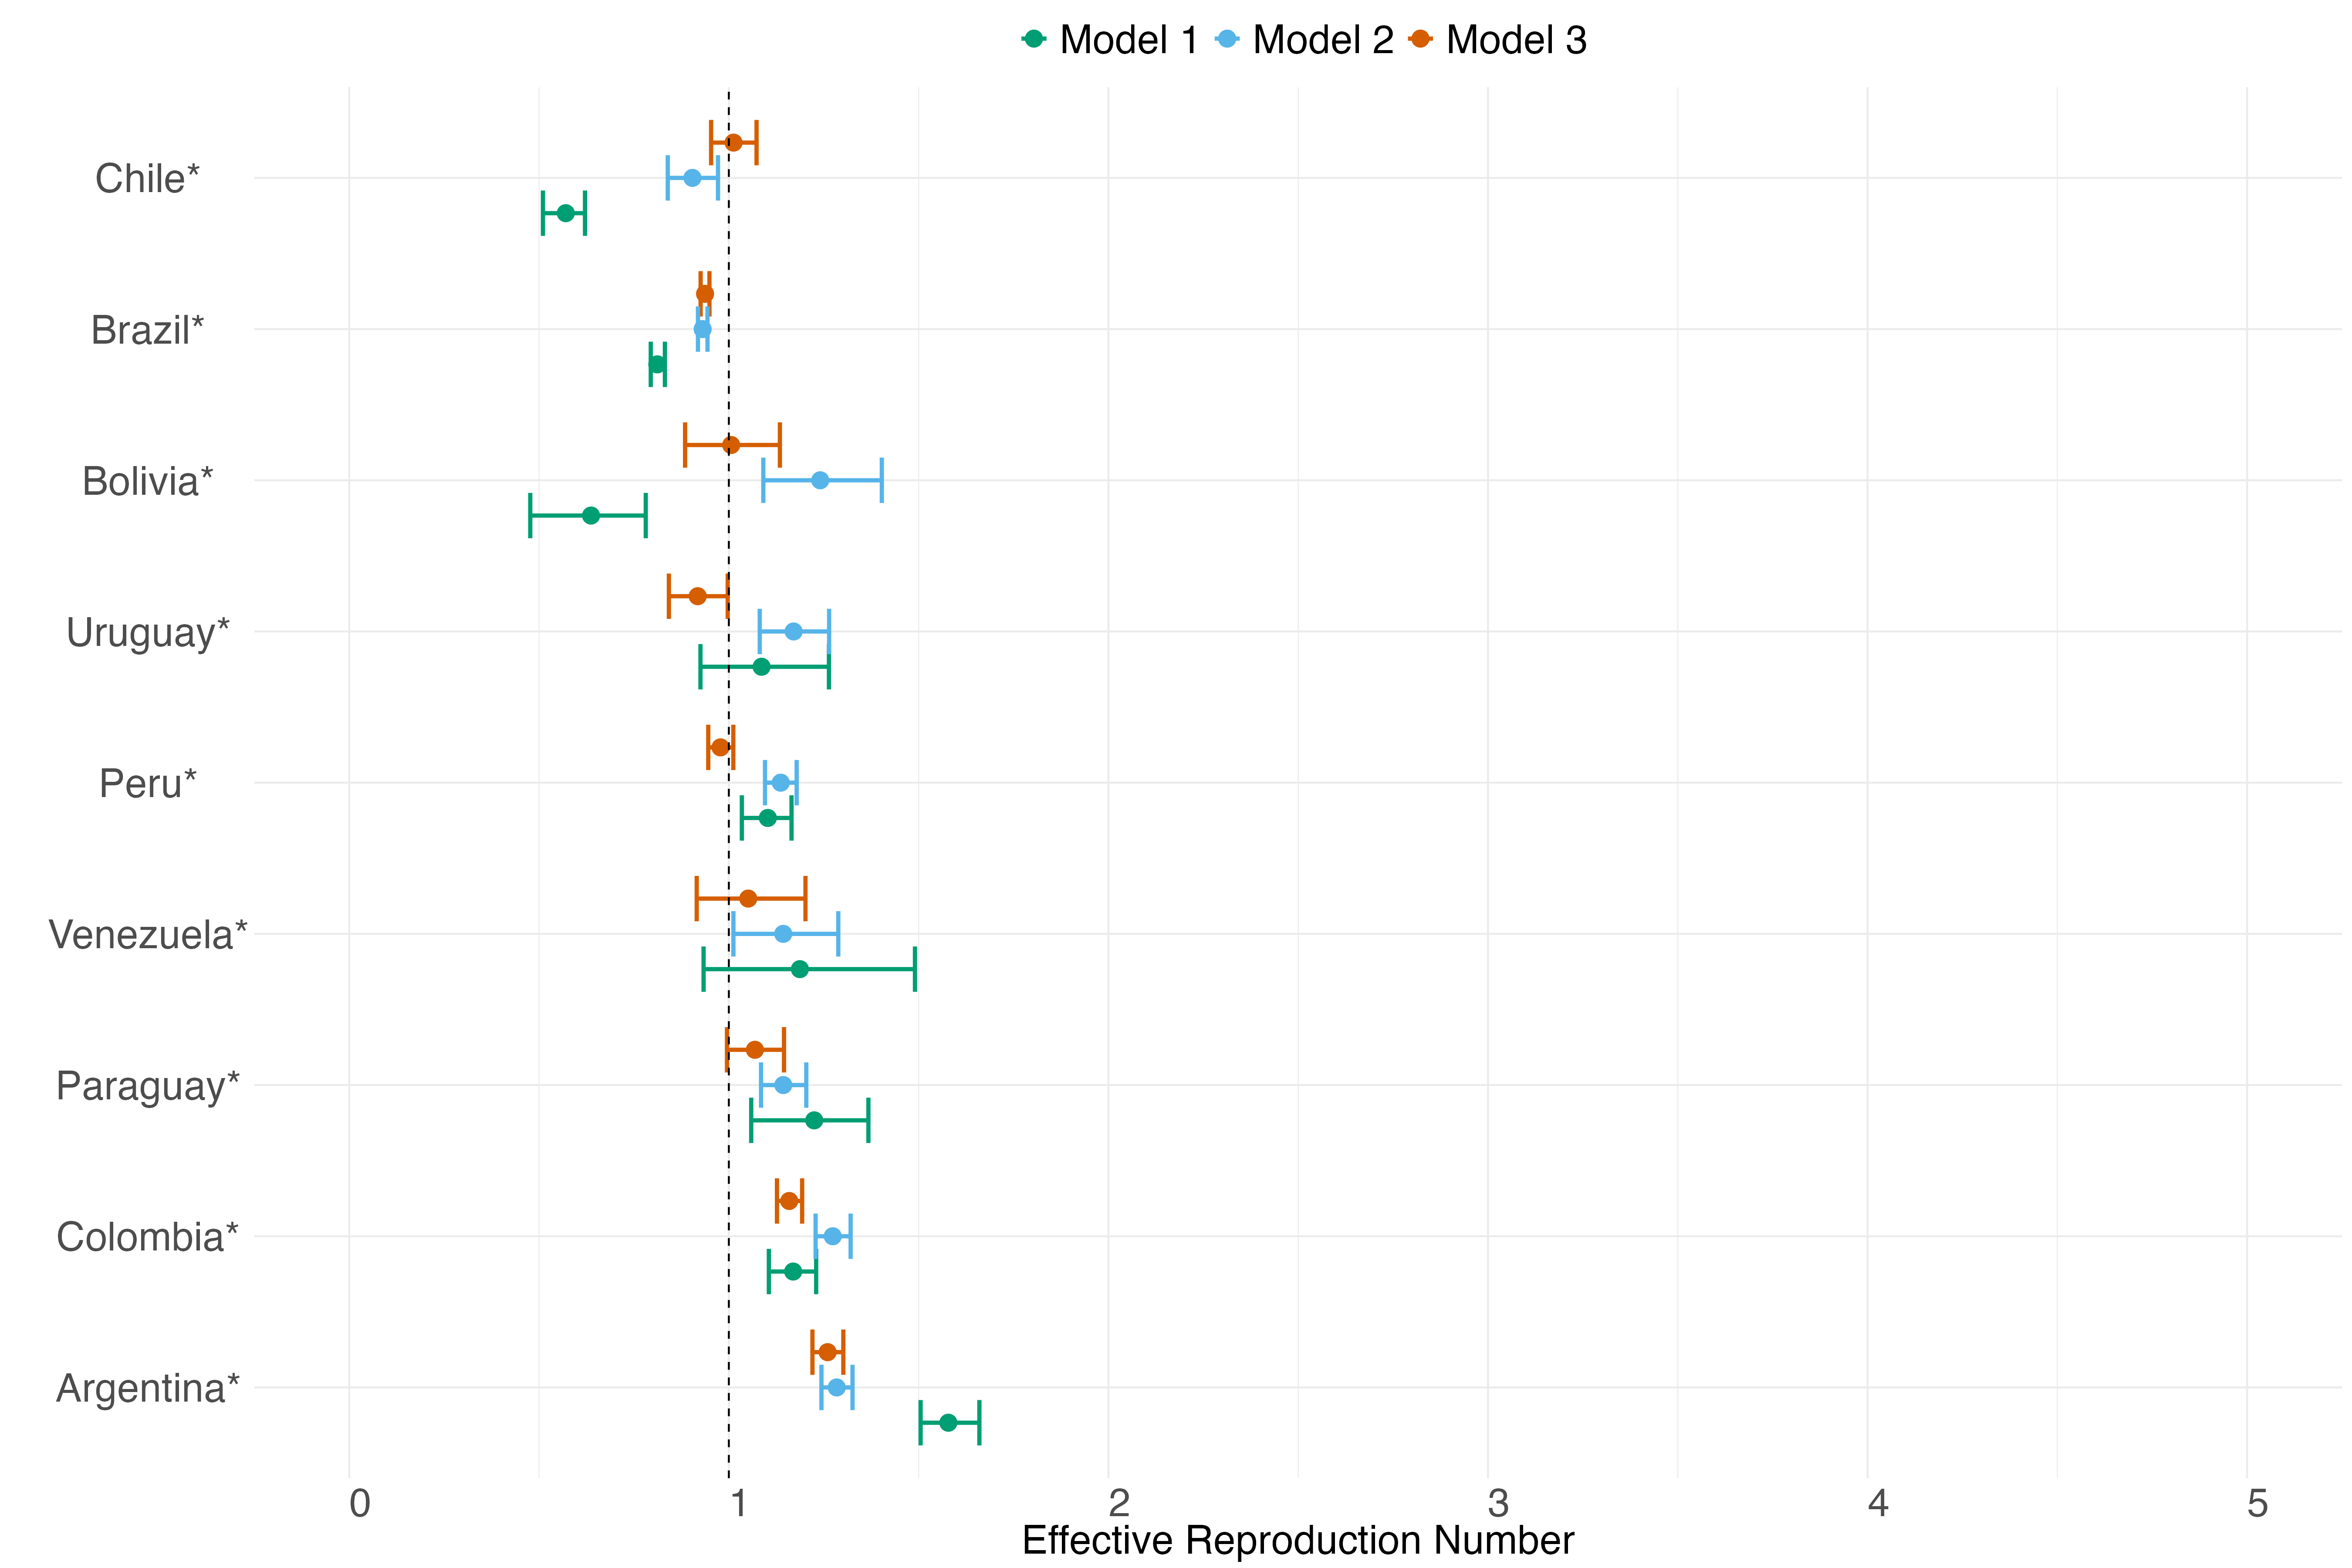 Model 1 Model 2 Model 3
Chile*
Brazil*
Bolivia*
Uruguay*
Peru*
Venezuela*
Paraguay*
Colombia*
Argentina*
0 1 2 3 4 5
Effective Reproduction Number